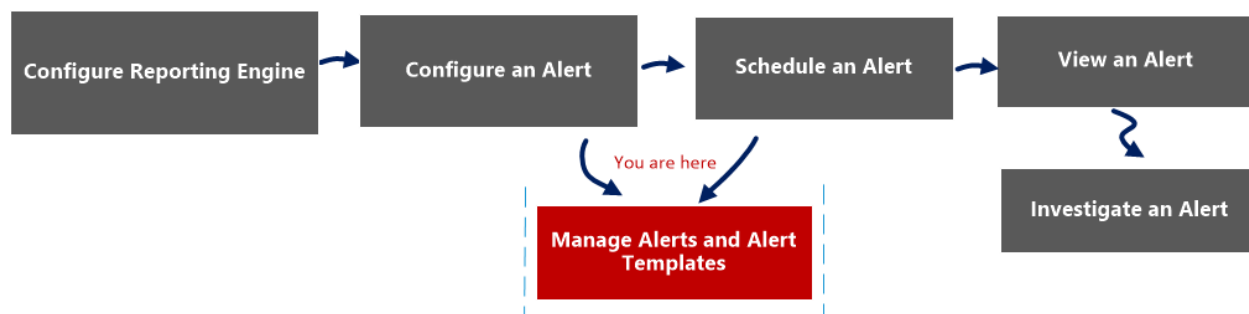 Configure Reporting Engine
Configure an Alert
Schedule an Alert
View an Alert
You are here
Manage Alerts and Alert
Templates
Investigate an Alert